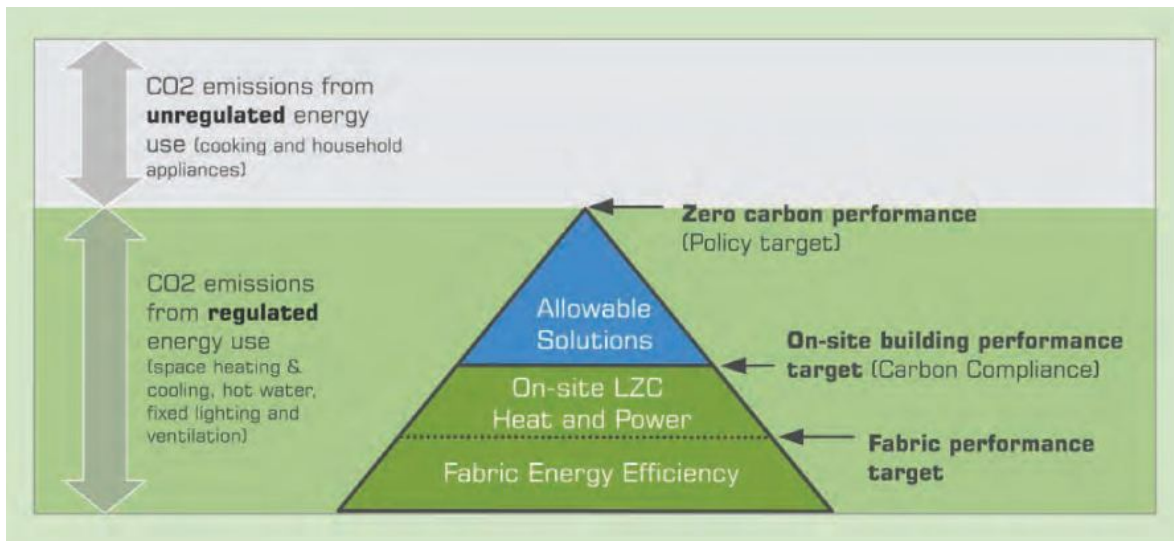 CO2 emissions from
unregulated energy
use (cooking and household
appliances)
Zero carbon performance
(Policy target)
CO2 emissions
from regulated
energy use
(space heating &
cooling, hot water,
fixed lighting and
ventilation)
Allowable
Solutions
On-site building performance
target (Carbon Compliance)
On-site LZC
Heat and Power
Fabric performance
target
Fabric Energy Efficiency